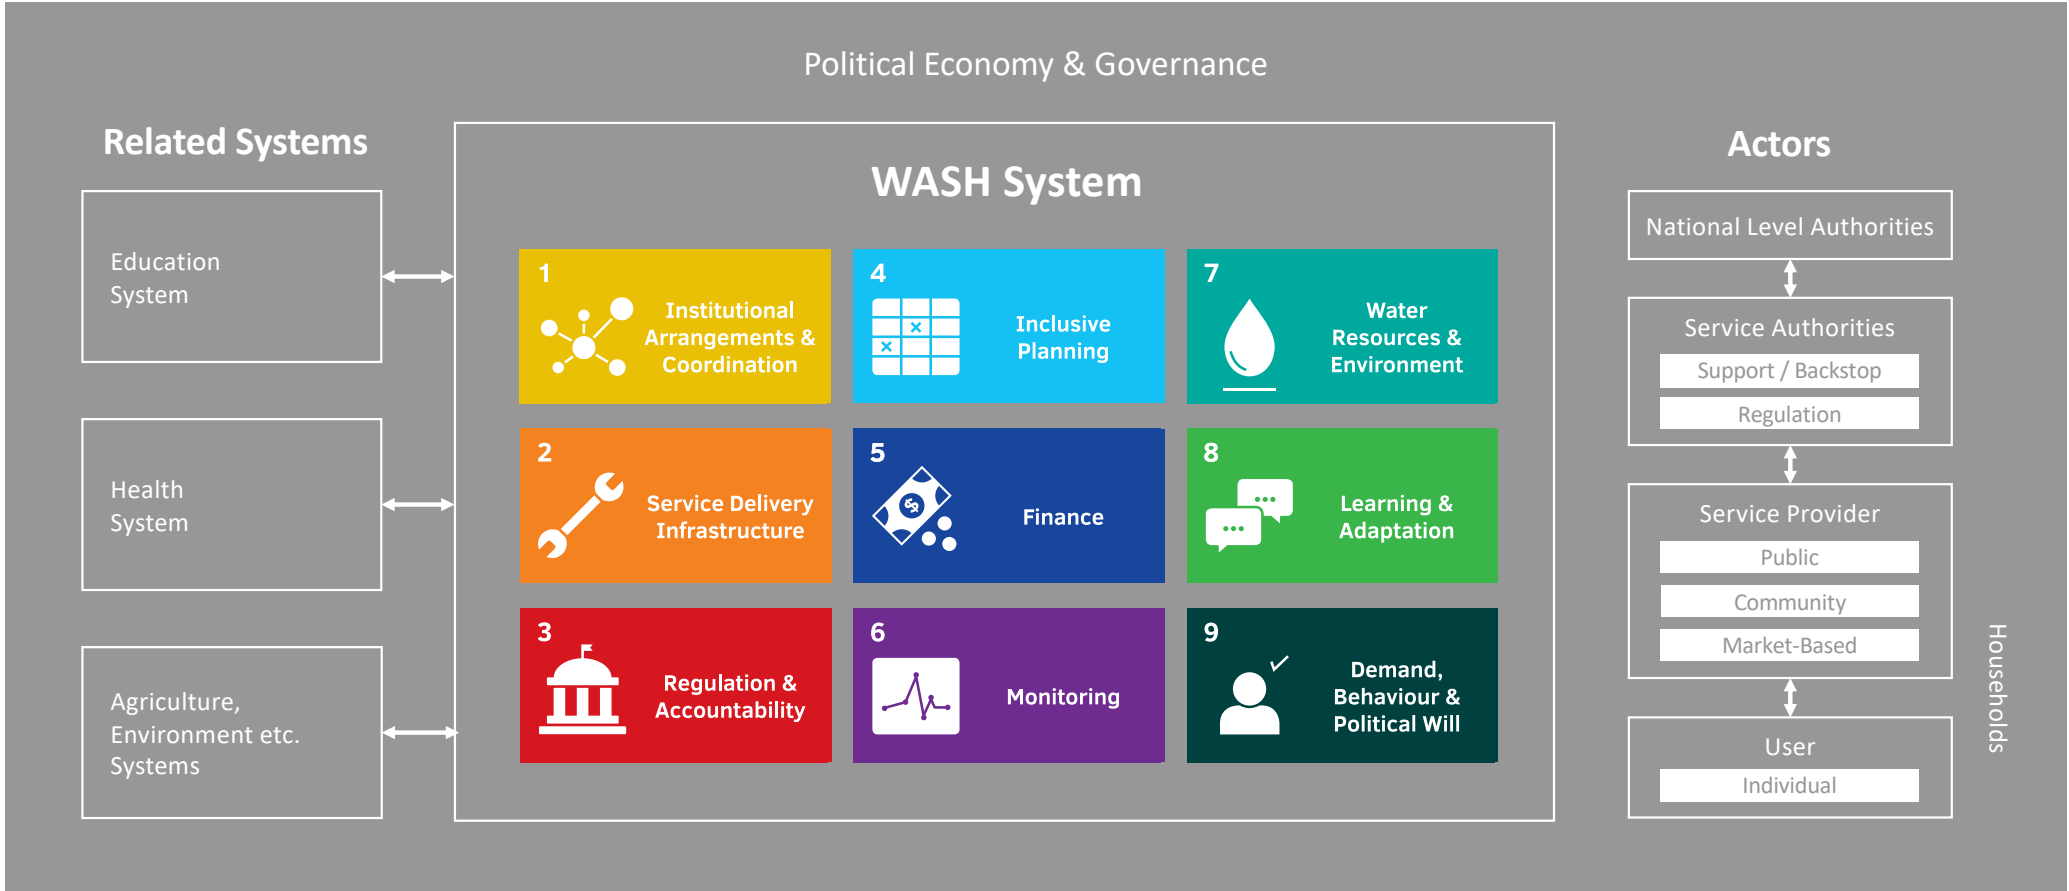 Political Economy & Governance
Related Systems
Education
System
Health
System
Agriculture,
Environment etc.
Systems
WASH System
1
Institutional
Arrangements &
Coordination
2
Service Delivery
Infrastructure
3
Regulation &
Accountability
4
Inclusive
Planning
5
$
Finance
6
Monitoring
7
Water
Resources &
Environment
8
Learning &
Adaptation
9
Demand,
Behaviour &
Political Will
Actors
National Level Authorities
Service Authorities
Support / Backstop
Regulation
Service Provider
Public
Community
Market-Based
User
Individual
Households